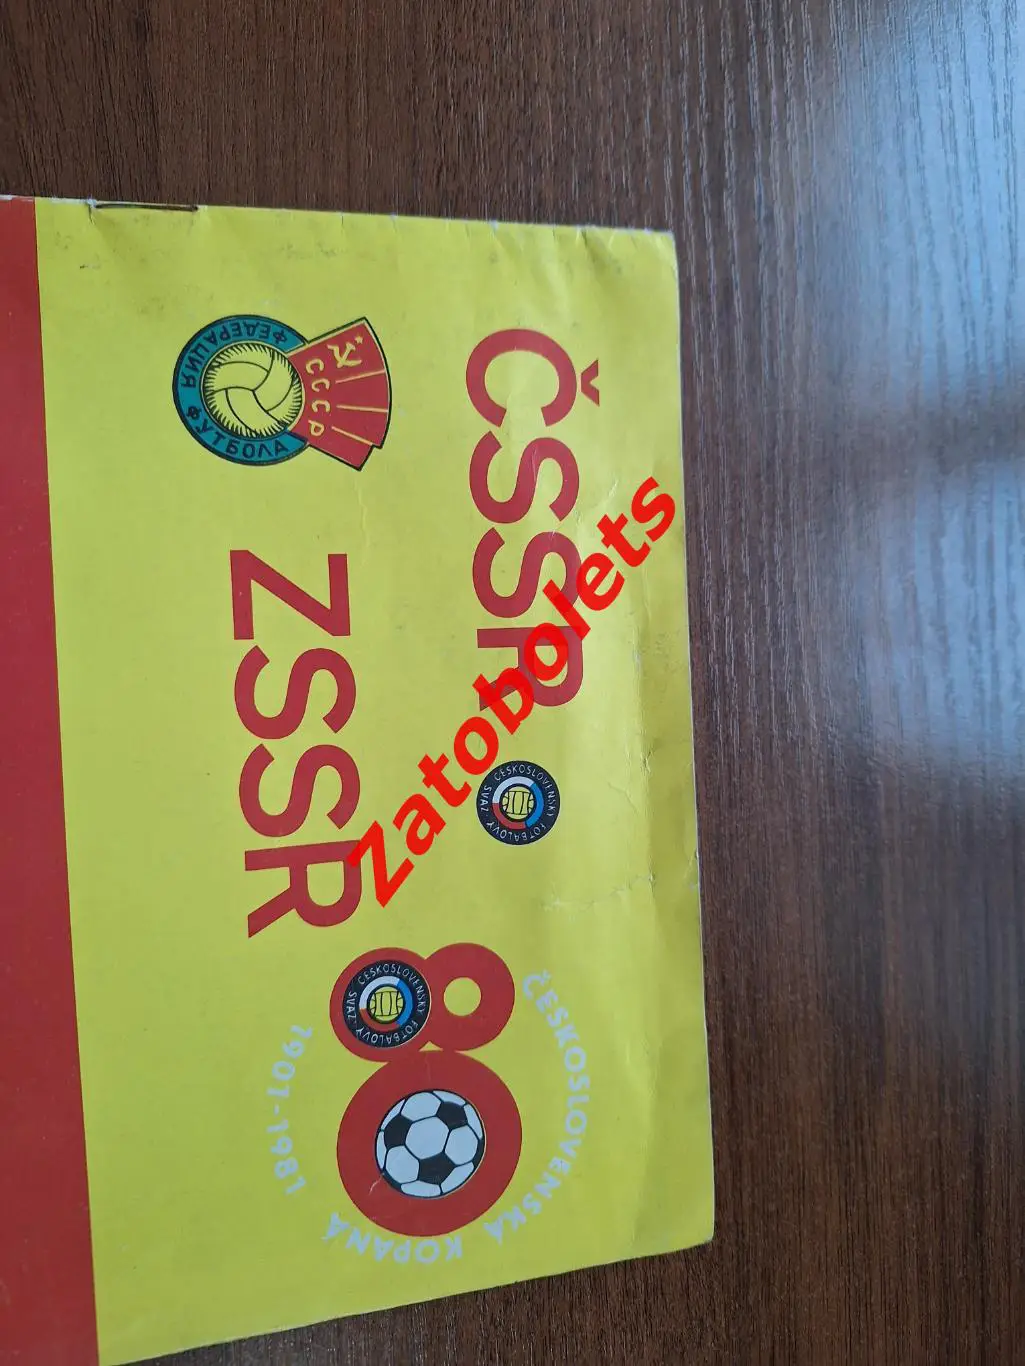 ČSSR
ČESKOSLOVENSKÝ FOTBALOVÝ SVAZ
ФЕДЕРАЦИЯ ФУТБОЛА
СССР
ZSSR
ČESKOSLOVENSKÝ FOTBALOVÝ SVAZ
80
ČESKOSLOVENSKÁ KOPANÁ
1901-1981
Zatobolets